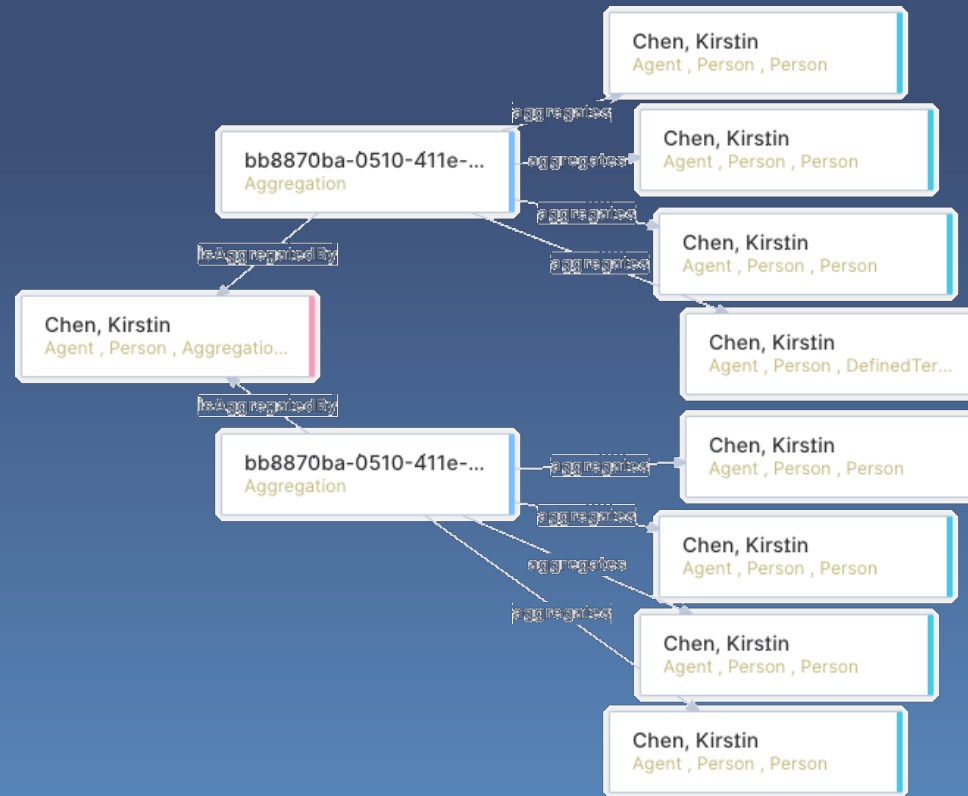 Chen, Kirstin
Agent , Person , Person
aggregates
Chen, Kirstin
Agent , Person , Person
bb8870ba-0510-411e-...
Aggregation
aggregates
aggregates
Chen, Kirstin
Agent , Person , Person
isAggregatedBy
aggregates
Chen, Kirstin
Agent , Person , Aggregatio...
Chen, Kirstin
Agent , Person , DefinedTer...
isAggregatedBy
Chen, Kirstin
Agent , Person , Person
bb8870ba-0510-411e-...
Aggregation
aggregates
aggregates
Chen, Kirstin
Agent , Person , Person
aggregates
aggregates
Chen, Kirstin
Agent , Person , Person
Chen, Kirstin
Agent , Person , Person